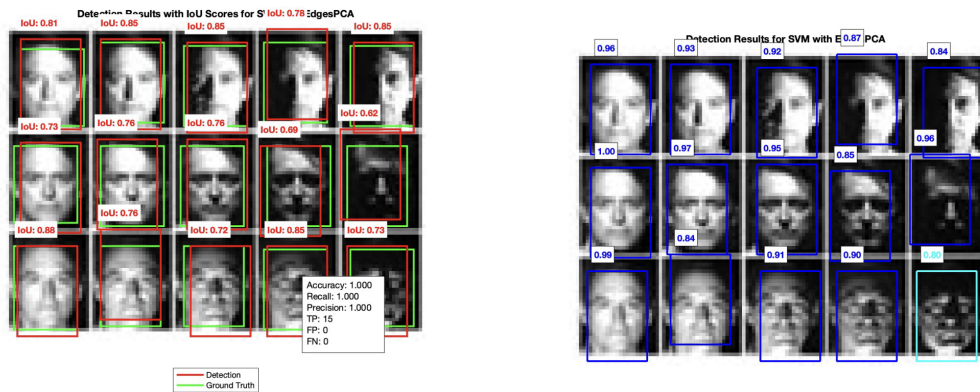 Detection Results with IoU Scores for S EdgesPCA
IoU: 0.81
IoU: 0.85
IoU: 0.85
IoU: 0.78
IoU: 0.85
IoU: 0.73
IoU: 0.76
IoU: 0.76
IoU: 0.69
IoU: 0.62
IoU: 0.88
IoU: 0.76
IoU: 0.72
IoU: 0.85
IoU: 0.73
Accuracy: 1.000
Recall: 1.000
Precision: 1.000
TP: 15
FP: 0
FN: 0
Detection
Ground Truth
Detection Results for SVM with E PCA
0.96
0.93
0.92
0.87
0.84
1.00
0.97
0.95
0.85
0.96
0.99
0.84
0.91
0.90
0.80